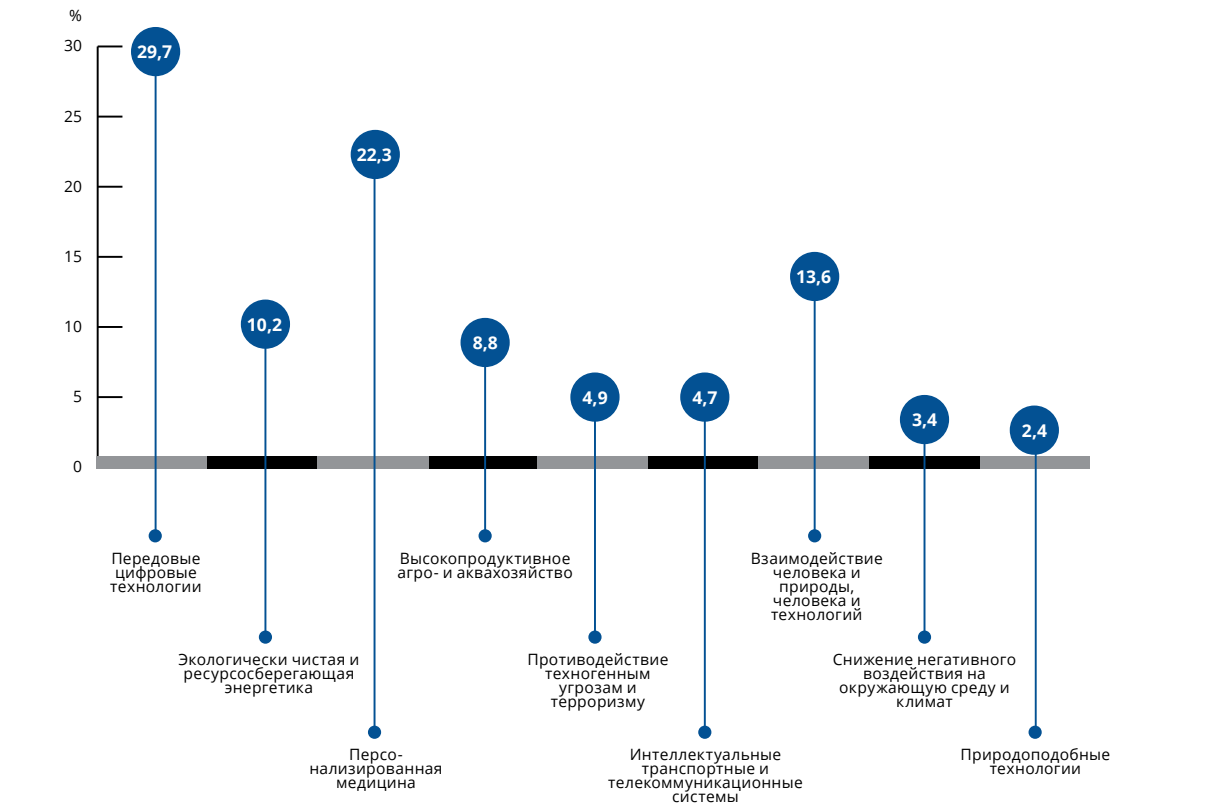 %
30
25
20
15
10
5
0
29,7
10,2
22,3
8,8
4,9
4,7
13,6
3,4
2,4
Передовые
цифровые
технологии
Экологически чистая и
ресурсосберегающая
энергетика
Персо-
нализированная
медицина
Высокопродуктивное
агро- и аквахозяйство
Противодействие
техногенным
угрозам и
терроризму
Интеллектуальные
транспортные и
телекоммуникационные
системы
Взаимодействие
человека и
природы,
человека и
технологий
Снижение негативного
воздействия на
окружающую среду и
климат
Природоподобные
технологии